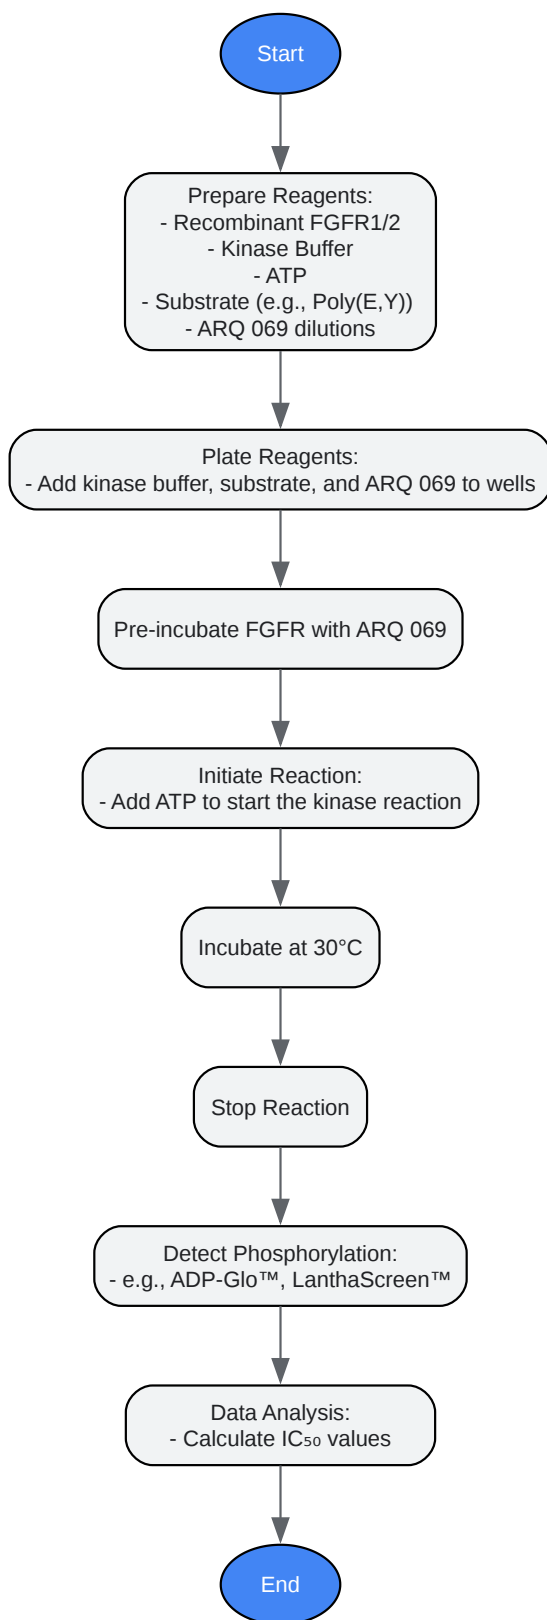 Start
Prepare Reagents:
- Recombinant FGFR1/2
- Kinase Buffer
- ATP
- Substrate (e.g., Poly(E,Y))
- ARQ 069 dilutions
Plate Reagents:
- Add kinase buffer, substrate, and ARQ 069 to wells
Pre-incubate FGFR with ARQ 069
Initiate Reaction:
- Add ATP to start the kinase reaction
Incubate at 30°C
Stop Reaction
Detect Phosphorylation:
- e.g., ADP-Glo™, LanthaScreen™
Data Analysis:
- Calculate IC₅₀ values
End